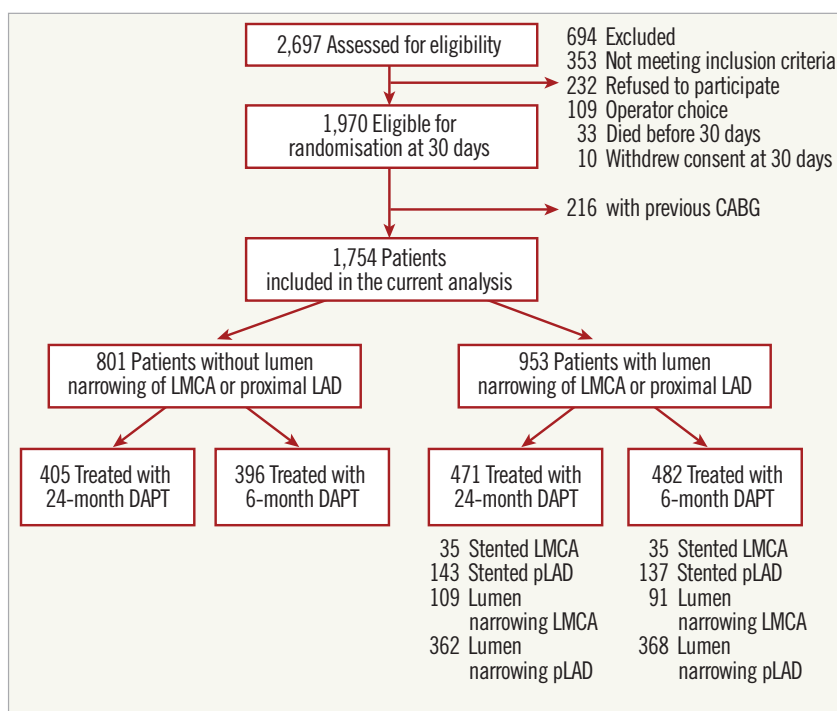 2,697 Assessed for eligibility
694 Excluded
353 Not meeting inclusion criteria
232 Refused to participate
109 Operator choice
33 Died before 30 days
10 Withdrew consent at 30 days
1,970 Eligible for
randomisation at 30 days
216 with previous CABG
1,754 Patients
included in the current analysis
801 Patients without lumen
narrowing of LMCA or proximal LAD
953 Patients with lumen
narrowing of LMCA or proximal LAD
405 Treated with
24-month DAPT
396 Treated with
6-month DAPT
471 Treated with
24-month DAPT
482 Treated with
6-month DAPT
35 Stented LMCA
143 Stented pLAD
109 Lumen
narrowing LMCA
362 Lumen
narrowing pLAD
35 Stented LMCA
137 Stented pLAD
91 Lumen
narrowing LMCA
368 Lumen
narrowing pLAD